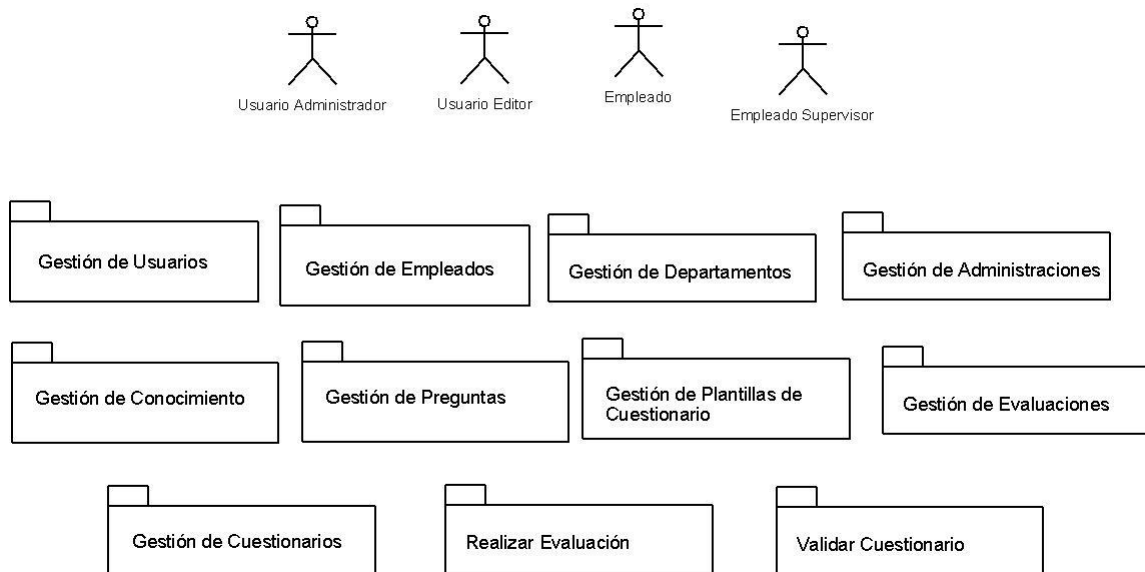 Usuario Administrador
Usuario Editor
Empleado
Empleado Supervisor
Gestión de Usuarios
Gestión de Empleados
Gestión de Departamentos
Gestión de Administraciones
Gestión de Conocimiento
Gestión de Preguntas
Gestión de Plantillas de
Cuestionario
Gestión de Evaluaciones
Gestión de Cuestionarios
Realizar Evaluación
Validar Cuestionario